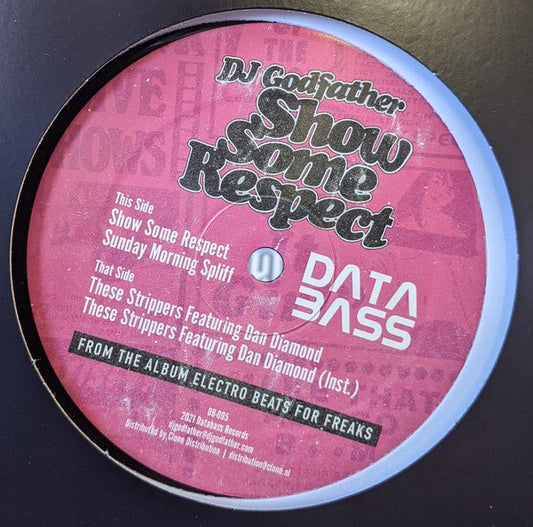 DJ Godfather
Show
Some
Respect
This Side
Show Some Respect
Sunday Morning Spliff
That Side
These Strippers Featuring Dan Diamond
These Strippers Featuring Dan Diamond (Inst.)
DATA
BASS
FROM THE ALBUM ELECTRO BEATS FOR FREAKS
DB-095
2021 Databass Records
djgodfather@djgodfather.com
Distributed by Clone Distribution | distribution@clone.nl